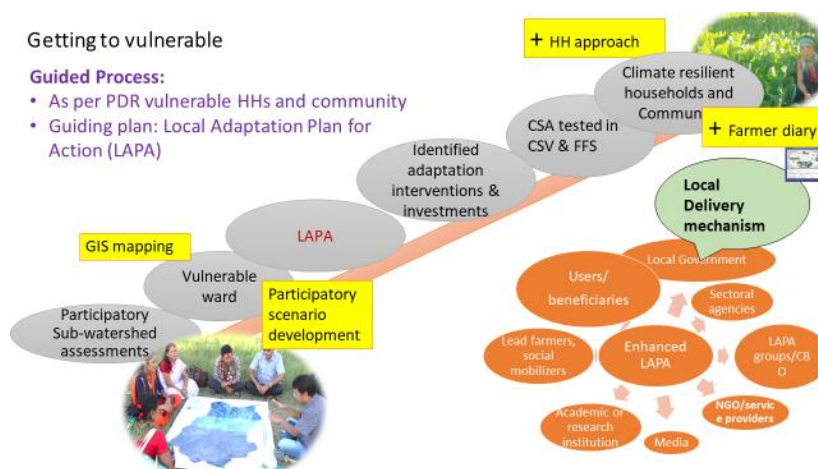 Getting to vulnerable
Guided Process:
• As per PDR vulnerable HHs and community
• Guiding plan: Local Adaptation Plan for
Action (LAPA)
+ HH approach
Climate resilient
households and
Commun
+ Farmer diary
CSA tested in
CSV & FFS
Identified
adaptation
interventions &
investments
LAPA
GIS mapping
Vulnerable
ward
Participatory
scenario
development
Participatory
Sub-watershed
assessments
Local
Delivery
mechanism
Local Government
Users/
beneficiaries
Sectoral
agencies
Lead farmers,
social
mobilizers
Enhanced
LAPA
LAPA
groups/CB
O
NGO/servic
e providers
Academic or
research
institution
Media